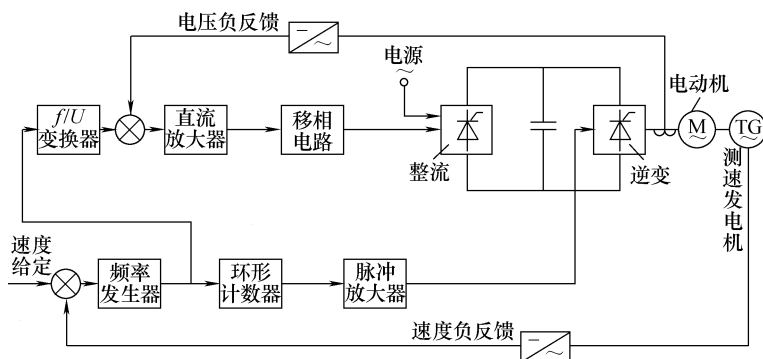 电压负反馈
电源
~
电动机
f/U
变换器
直流
放大器
移相
电路
整流
逆变
M
~
TG
~
测
速
发
电
机
速度
给定
频率
发生器
环形
计数器
脉冲
放大器
速度负反馈